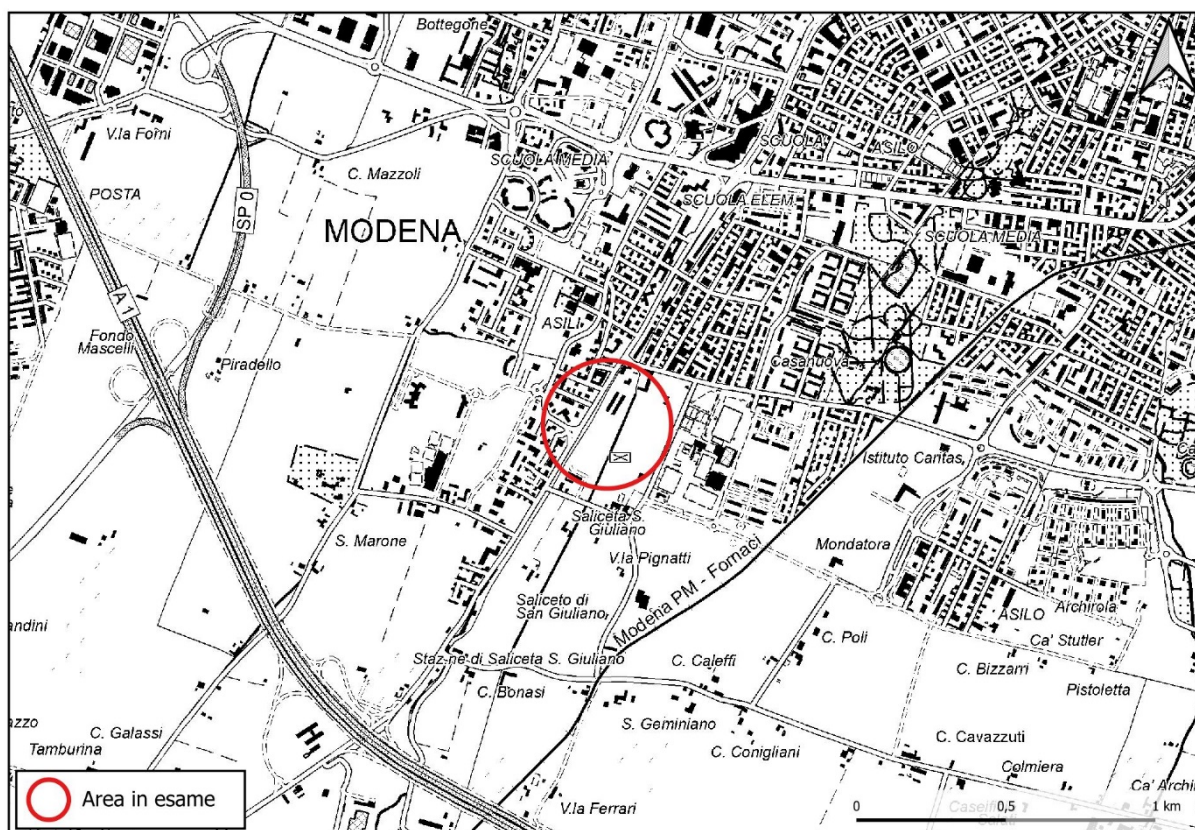 Bottegone
V.la Forni
SCUOLA MEDIA
SCUOLA
ASILO
C. Mazzoli
POSTA
SP 0
MODENA
SCUOLA ELEM
SCUOLA MEDIA
A 1
ASILI
Fondo
Mascelli
Piradello
Casanuova
Istituto Caritas
Saliceta S.
Giuliano
S. Marone
V.la Pignatti
Mondatora
Modena PM - Fornaci
Saliceto di
San Giuliano
ASILO
Archirola
C. Poli
Ca' Stutler
Staz.ne di Saliceta S. Giuliano
C. Caleffi
C. Bizzarri
C. Bonasi
Pistoletta
S. Geminiano
C. Galassi
C. Conigliani
C. Cavazzuti
Tamburina
Colmiera
Area in esame
V.la Ferrari
0
0,5
1 km